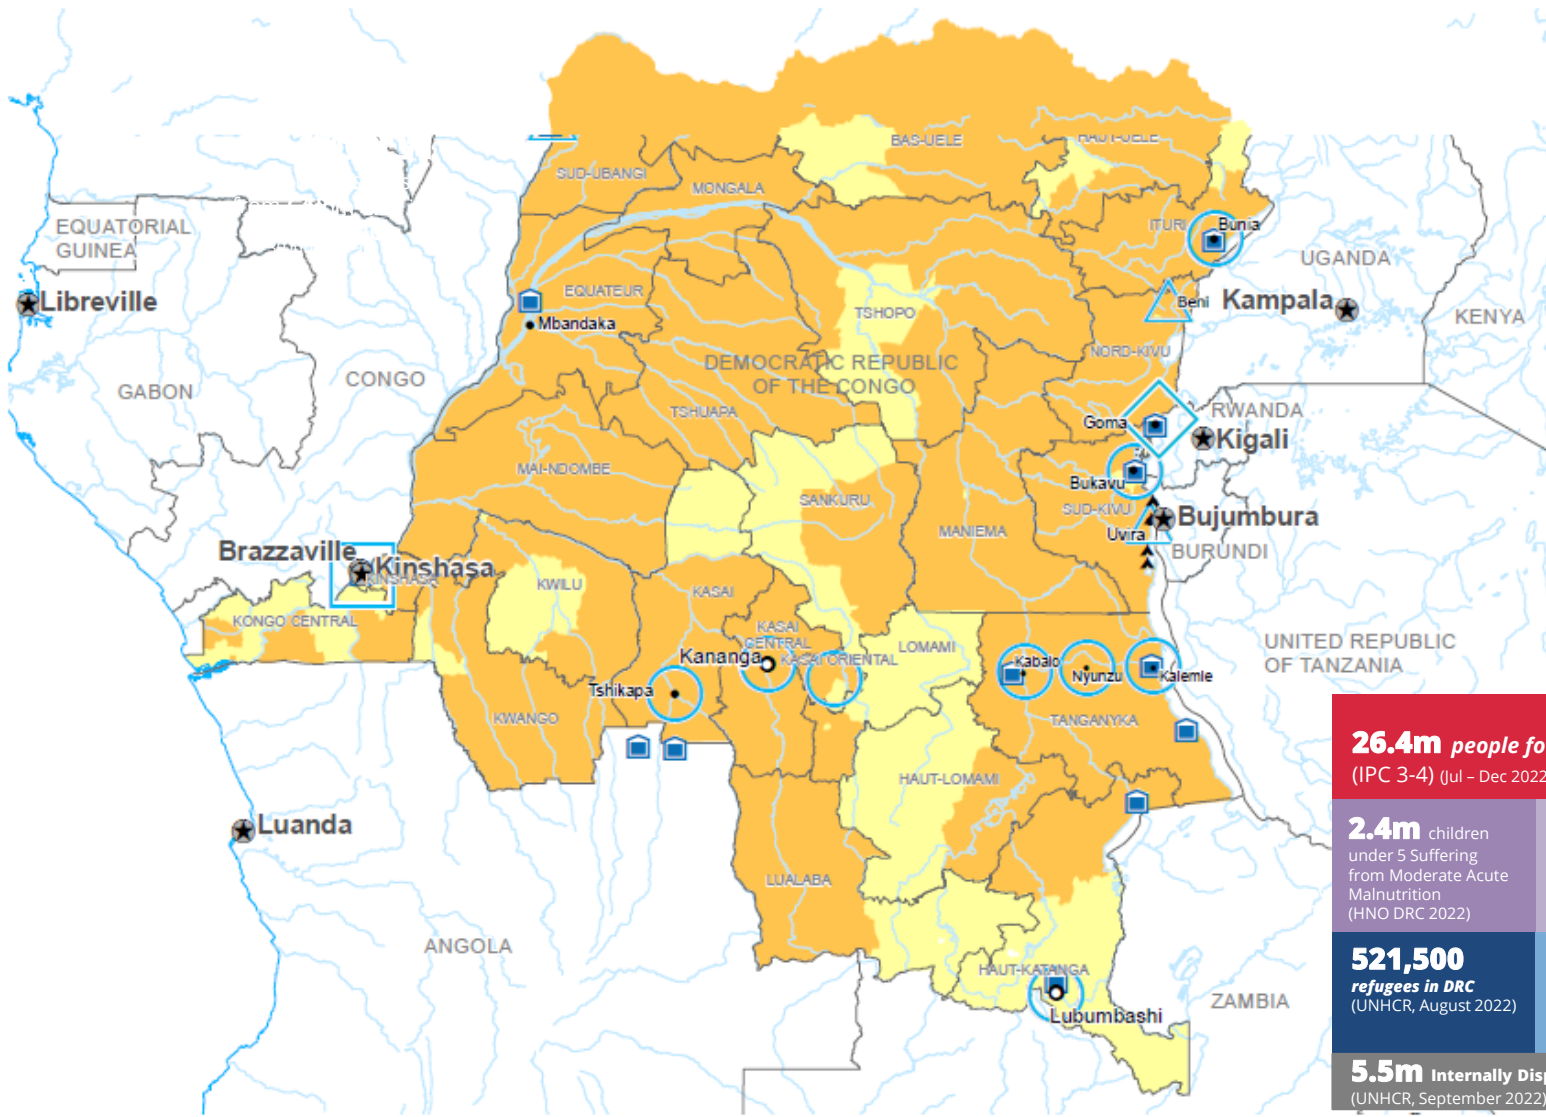 BAS-UELE
HAUT-UELE
SUD-UBANGI
MONGALA
EQUATORIAL
GUINEA
ITURI
Bunia
UGANDA
Libreville
EQUATEUR
Mbandaka
TSHOPO
Beni
Kampala
KENYA
NORD-KIVU
DEMOCRATIC REPUBLIC
OF THE CONGO
GABON
CONGO
TSHUAPA
Goma
RWANDA
Kigali
MAI-NDOMBE
Bukavu
SANKURU
SUD-KIVU
MANIEMA
Uvira
Bujumbura
BURUNDI
Brazzaville
Kinshasa
KINSHASA
KWILU
KASAI
KONGO CENTRAL
KASAI
CENTRAL
LOMAMI
UNITED REPUBLIC
OF TANZANIA
Kananga
KASAI ORIENTAL
Kabalo
Nyunzu
Kalemie
Tshikapa
KWANGO
TANGANYIKA
HAUT-LOMAMI
Luanda
LUALABA
ANGOLA
HAUT-KATANGA
ZAMBIA
Lubumbashi
26.4m people fo
(IPC 3-4) (Jul – Dec 2022
2.4m children
under 5 Suffering
from Moderate Acute
Malnutrition
(HNO DRC 2022)
521,500
refugees in DRC
(UNHCR, August 2022)
5.5m Internally Disp
(UNHCR, September 2022)